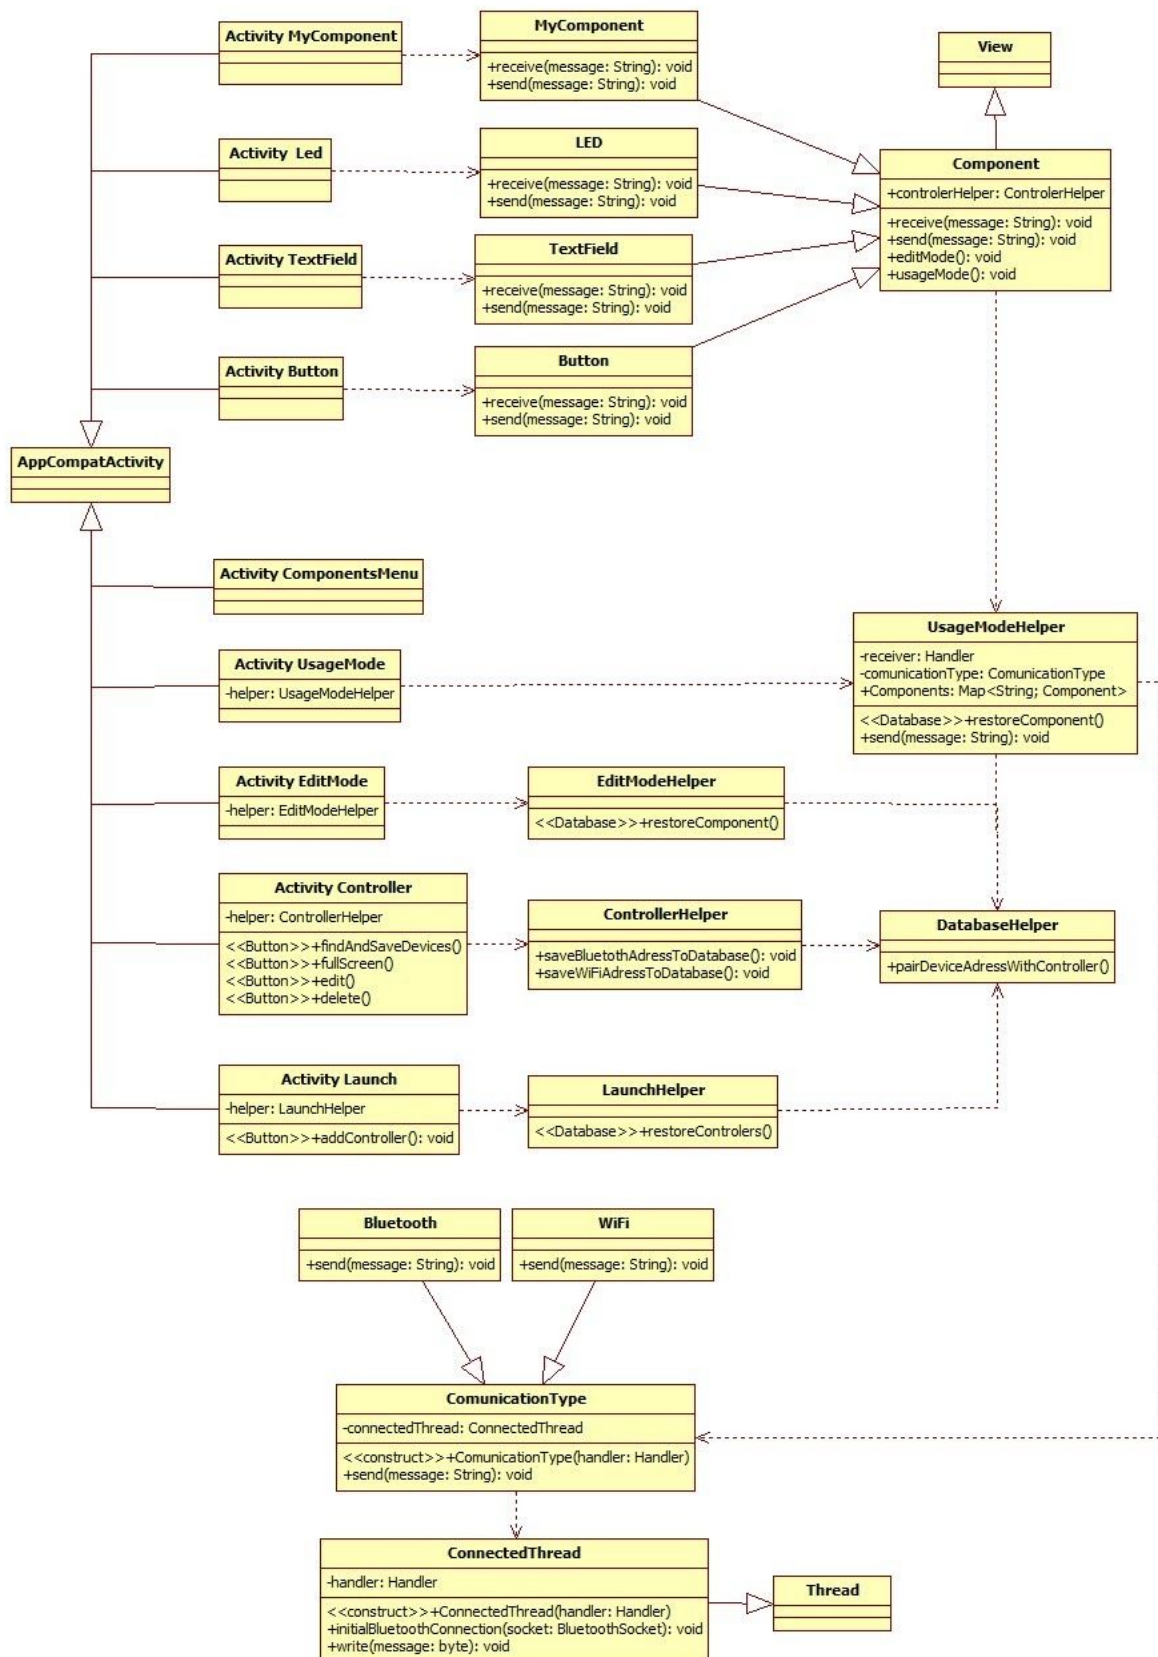 Activity MyComponent
MyComponent
+receive(message: String): void
+send(message: String): void
View
Activity Led
LED
+receive(message: String): void
+send(message: String): void
Component
+controlerHelper: ControlerHelper
+receive(message: String): void
+send(message: String): void
+editMode(): void
+usageMode(): void
Activity TextField
TextField
+receive(message: String): void
+send(message: String): void
Activity Button
Button
+receive(message: String): void
+send(message: String): void
AppCompatActivity
Activity ComponentsMenu
Activity UsageMode
-helper: UsageModeHelper
UsageModeHelper
-receiver: Handler
-comunicationType: ComunicationType
+Components: Map<String; Component>
<<Database>>+restoreComponent()
+send(message: String): void
Activity EditMode
-helper: EditModeHelper
EditModeHelper
<<Database>>+restoreComponent()
Activity Controller
-helper: ControllerHelper
<<Button>>+findAndSaveDevices()
<<Button>>+fullScreen()
<<Button>>+edit()
<<Button>>+delete()
ControllerHelper
+saveBluetothAdressToDatabase(): void
+saveWiFiAdressToDatabase(): void
DatabaseHelper
+pairDeviceAdressWithController()
Activity Launch
-helper: LaunchHelper
<<Button>>+addController(): void
LaunchHelper
<<Database>>+restoreControlers()
Bluetooth
+send(message: String): void
WiFi
+send(message: String): void
ComunicationType
-connectedThread: ConnectedThread
<<construct>>+ComunicationType(handler: Handler)
+send(message: String): void
ConnectedThread
-handler: Handler
<<construct>>+ConnectedThread(handler: Handler)
+initialBluetoothConnection(socket: BluetoothSocket): void
+write(message: byte): void
Thread